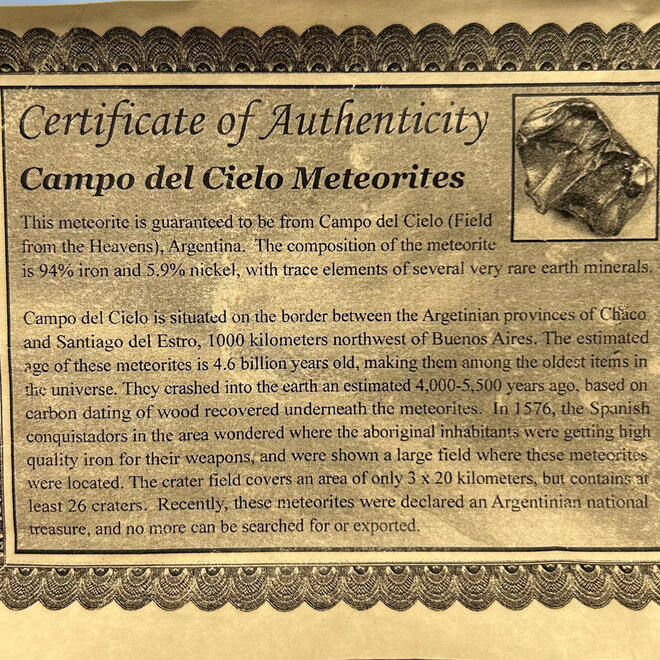 Certificate of Authenticity
Campo del Cielo Meteorites
This meteorite is guaranteed to be from Campo del Cielo (Field
from the Heavens), Argentina. The composition of the meteorite
is 94% iron and 5.9% nickel, with trace elements of several very rare earth minerals.
Campo del Cielo is situated on the border between the Argetinian provinces of Chaco
and Santiago del Estro, 1000 kilometers northwest of Buenos Aires. The estimated
age of these meteorites is 4.6 billion years old, making them among the oldest items in
the universe. They crashed into the earth an estimated 4,000-5,500 years ago, based on
carbon dating of wood recovered underneath the meteorites. In 1576, the Spanish
conquistadors in the area wondered where the aboriginal inhabitants were getting high
quality iron for their weapons, and were shown a large field where these meteorites
were located. The crater field covers an area of only 3 x 20 kilometers, but contains at
least 26 craters. Recently, these meteorites were declared an Argentinian national
treasure, and no more can be searched for or exported.